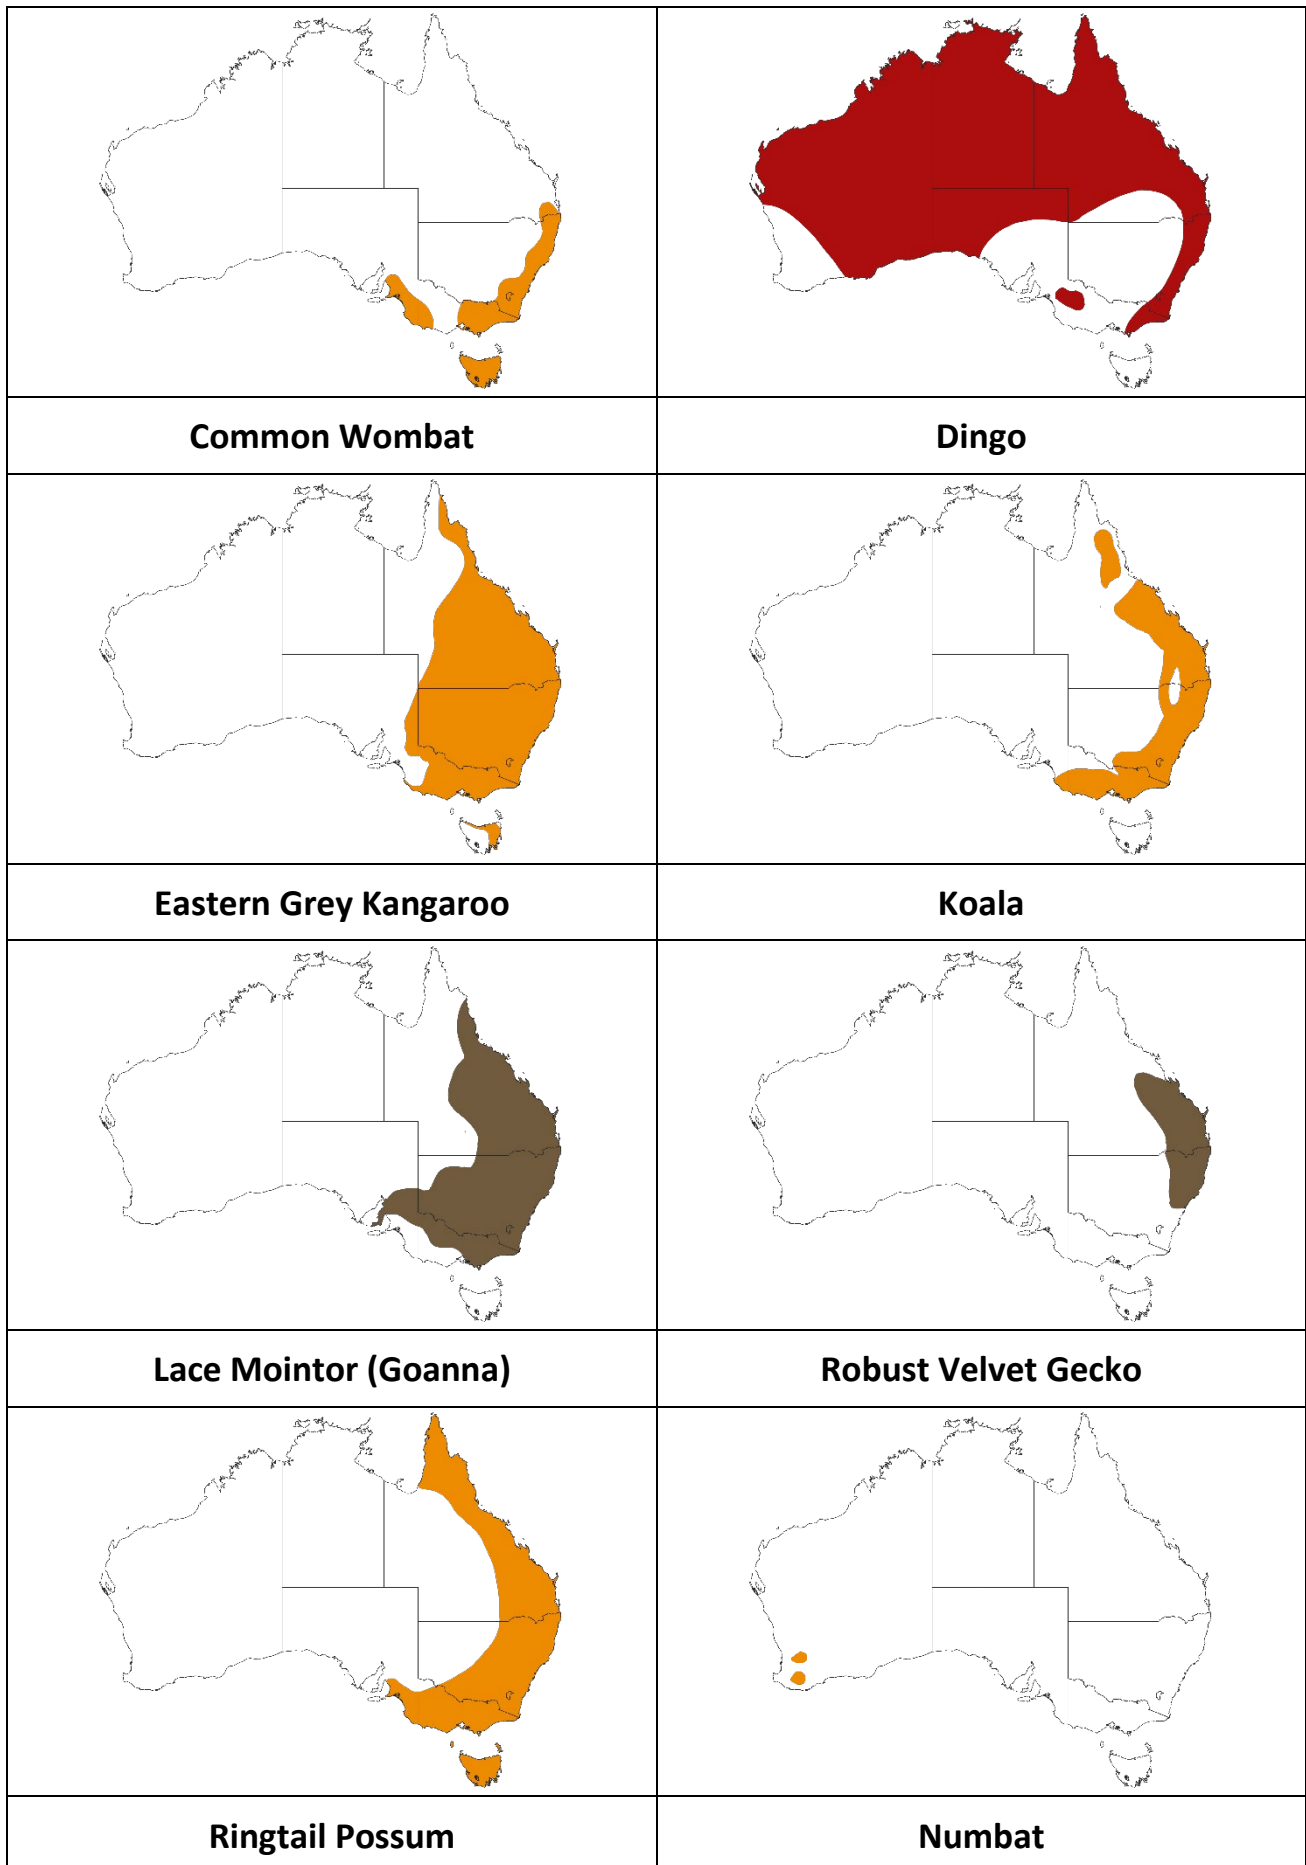 Common Wombat
Dingo
Eastern Grey Kangaroo
Koala
Lace Mointor (Goanna)
Robust Velvet Gecko
Ringtail Possum
Numbat